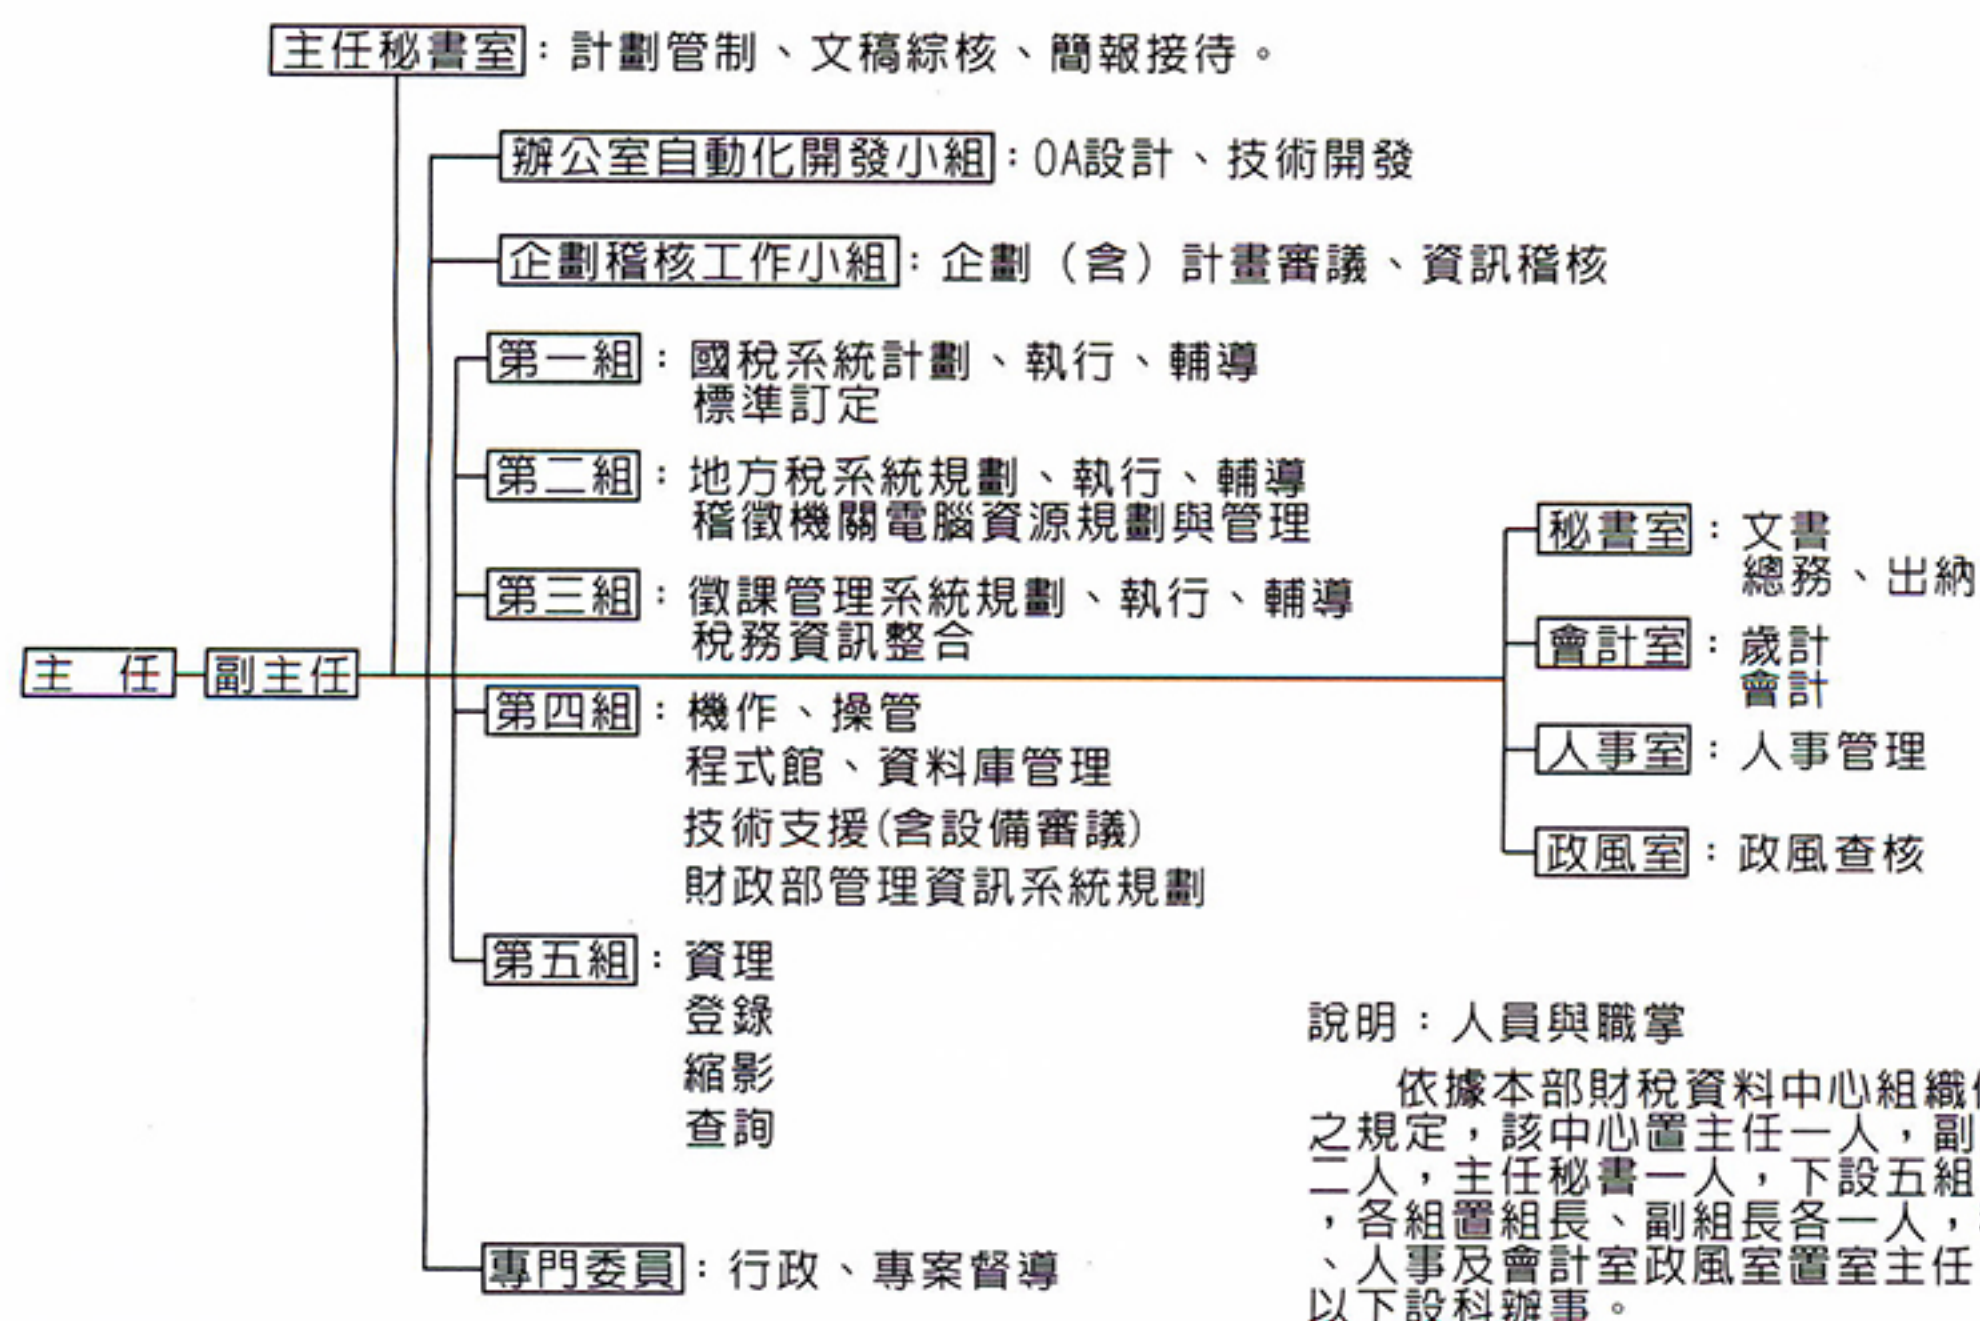 主任秘書室：計劃管制、文稿綜核、簡報接待。
辦公室自動化開發小組：OA設計、技術開發
企劃稽核工作小組：企劃（含）計畫審議、資訊稽核
第一組：國稅系統計劃、執行、輔導
標準訂定
第二組：地方稅系統規劃、執行、輔導
稽徵機關電腦資源規劃與管理
第三組：徵課管理系統規劃、執行、輔導
稅務資訊整合
主 任
副主任
第四組：機作、操管
程式館、資料庫管理
技術支援(含設備審議)
財政部管理資訊系統規劃
第五組：資理
登錄
縮影
查詢
專門委員：行政、專案督導
秘書室：文書
總務、出納
會計室：歲計
會計
人事室：人事管理
政風室：政風查核
說明：人員與職掌
依據本部財稅資料中心組織
之規定，該中心置主任一人，副
二人，主任秘書一人，下設五組
，各組置組長、副組長各一人，
、人事及會計室政風室置室主任
以下設科辦事。